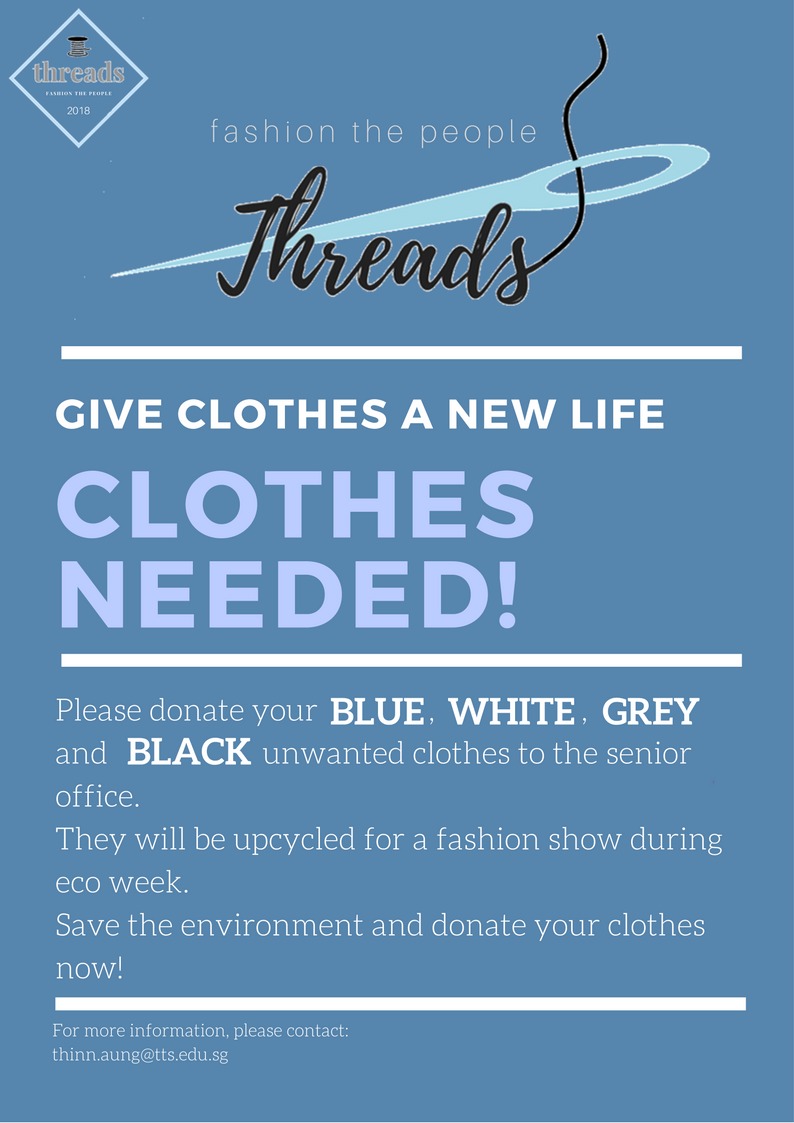 threads
FASHION THE PEOPLE
2018
fashion the people
Threads
GIVE CLOTHES A NEW LIFE
CLOTHES
NEEDED!
Please donate your BLUE, WHITE, GREY
and BLACK unwanted clothes to the senior
office.
They will be upcycled for a fashion show during
eco week.
Save the environment and donate your clothes
now!
For more information, please contact:
thinn.aung@tts.edu.sg